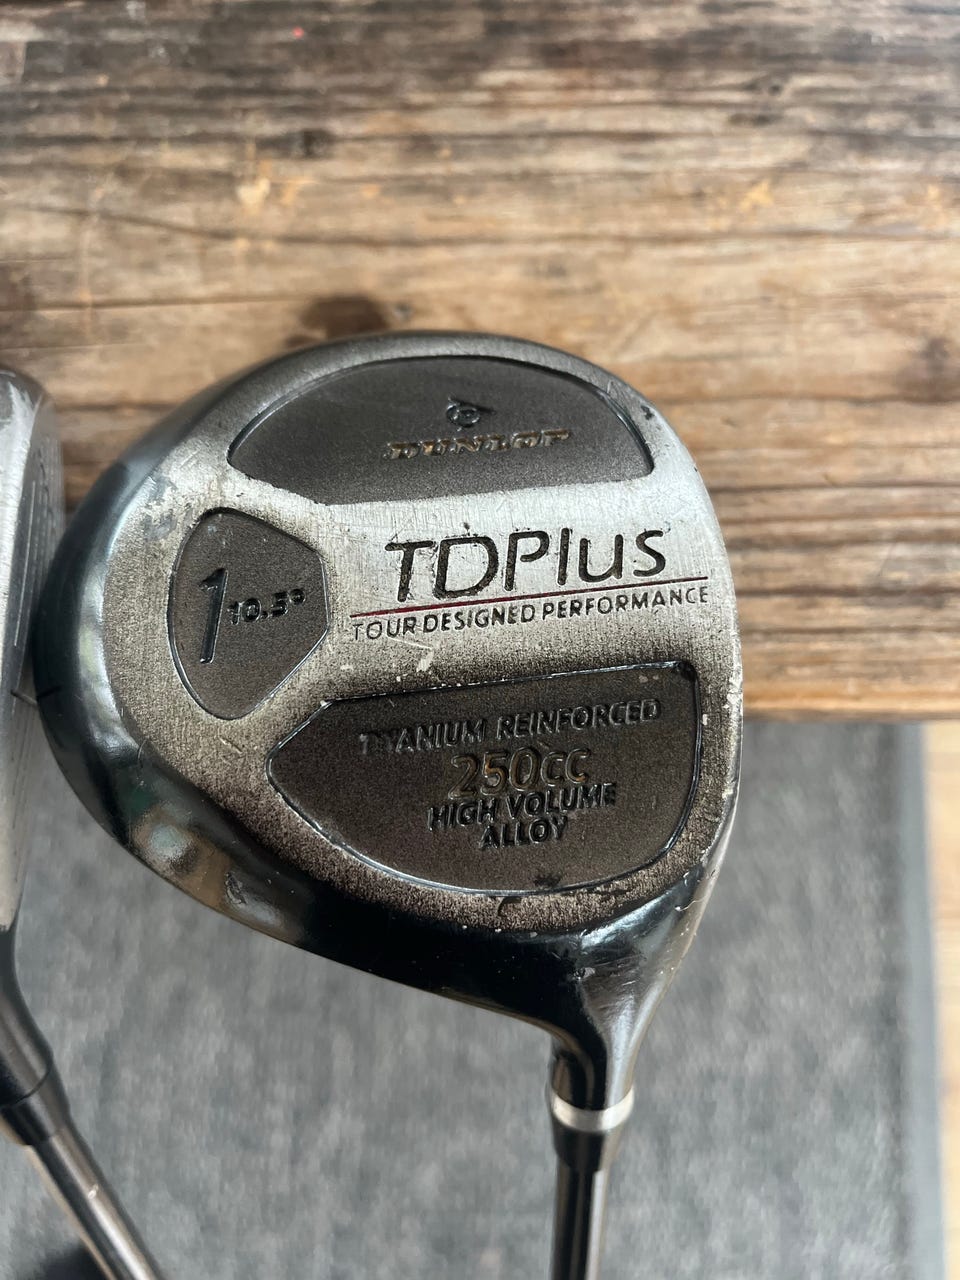 DUNLOP
TDPlus
TOUR DESIGNED PERFORMANCE
1 10.5°
TITANIUM REINFORCED
250CC
HIGH VOLUME
ALLOY